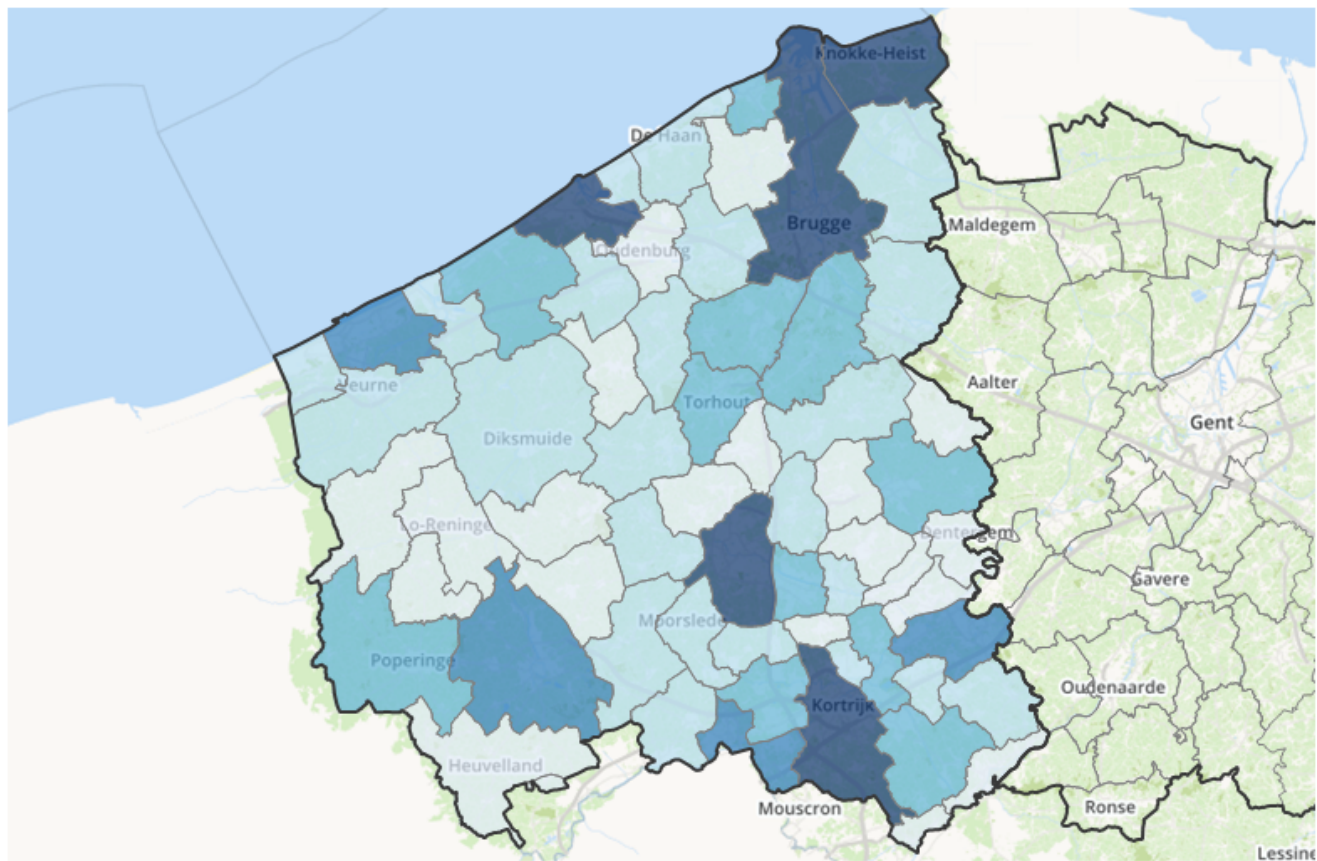 Knokke-Heist
De Haan
Brugge
Maldegem
Oudenburg
Veurne
Aalter
Torhout
Gent
Diksmuide
Lo-Reninge
Dentergem
Gavere
Moorslede
Poperinge
Oudenaarde
Kortrijk
Heuvelland
Mouscron
Ronse
Lessine